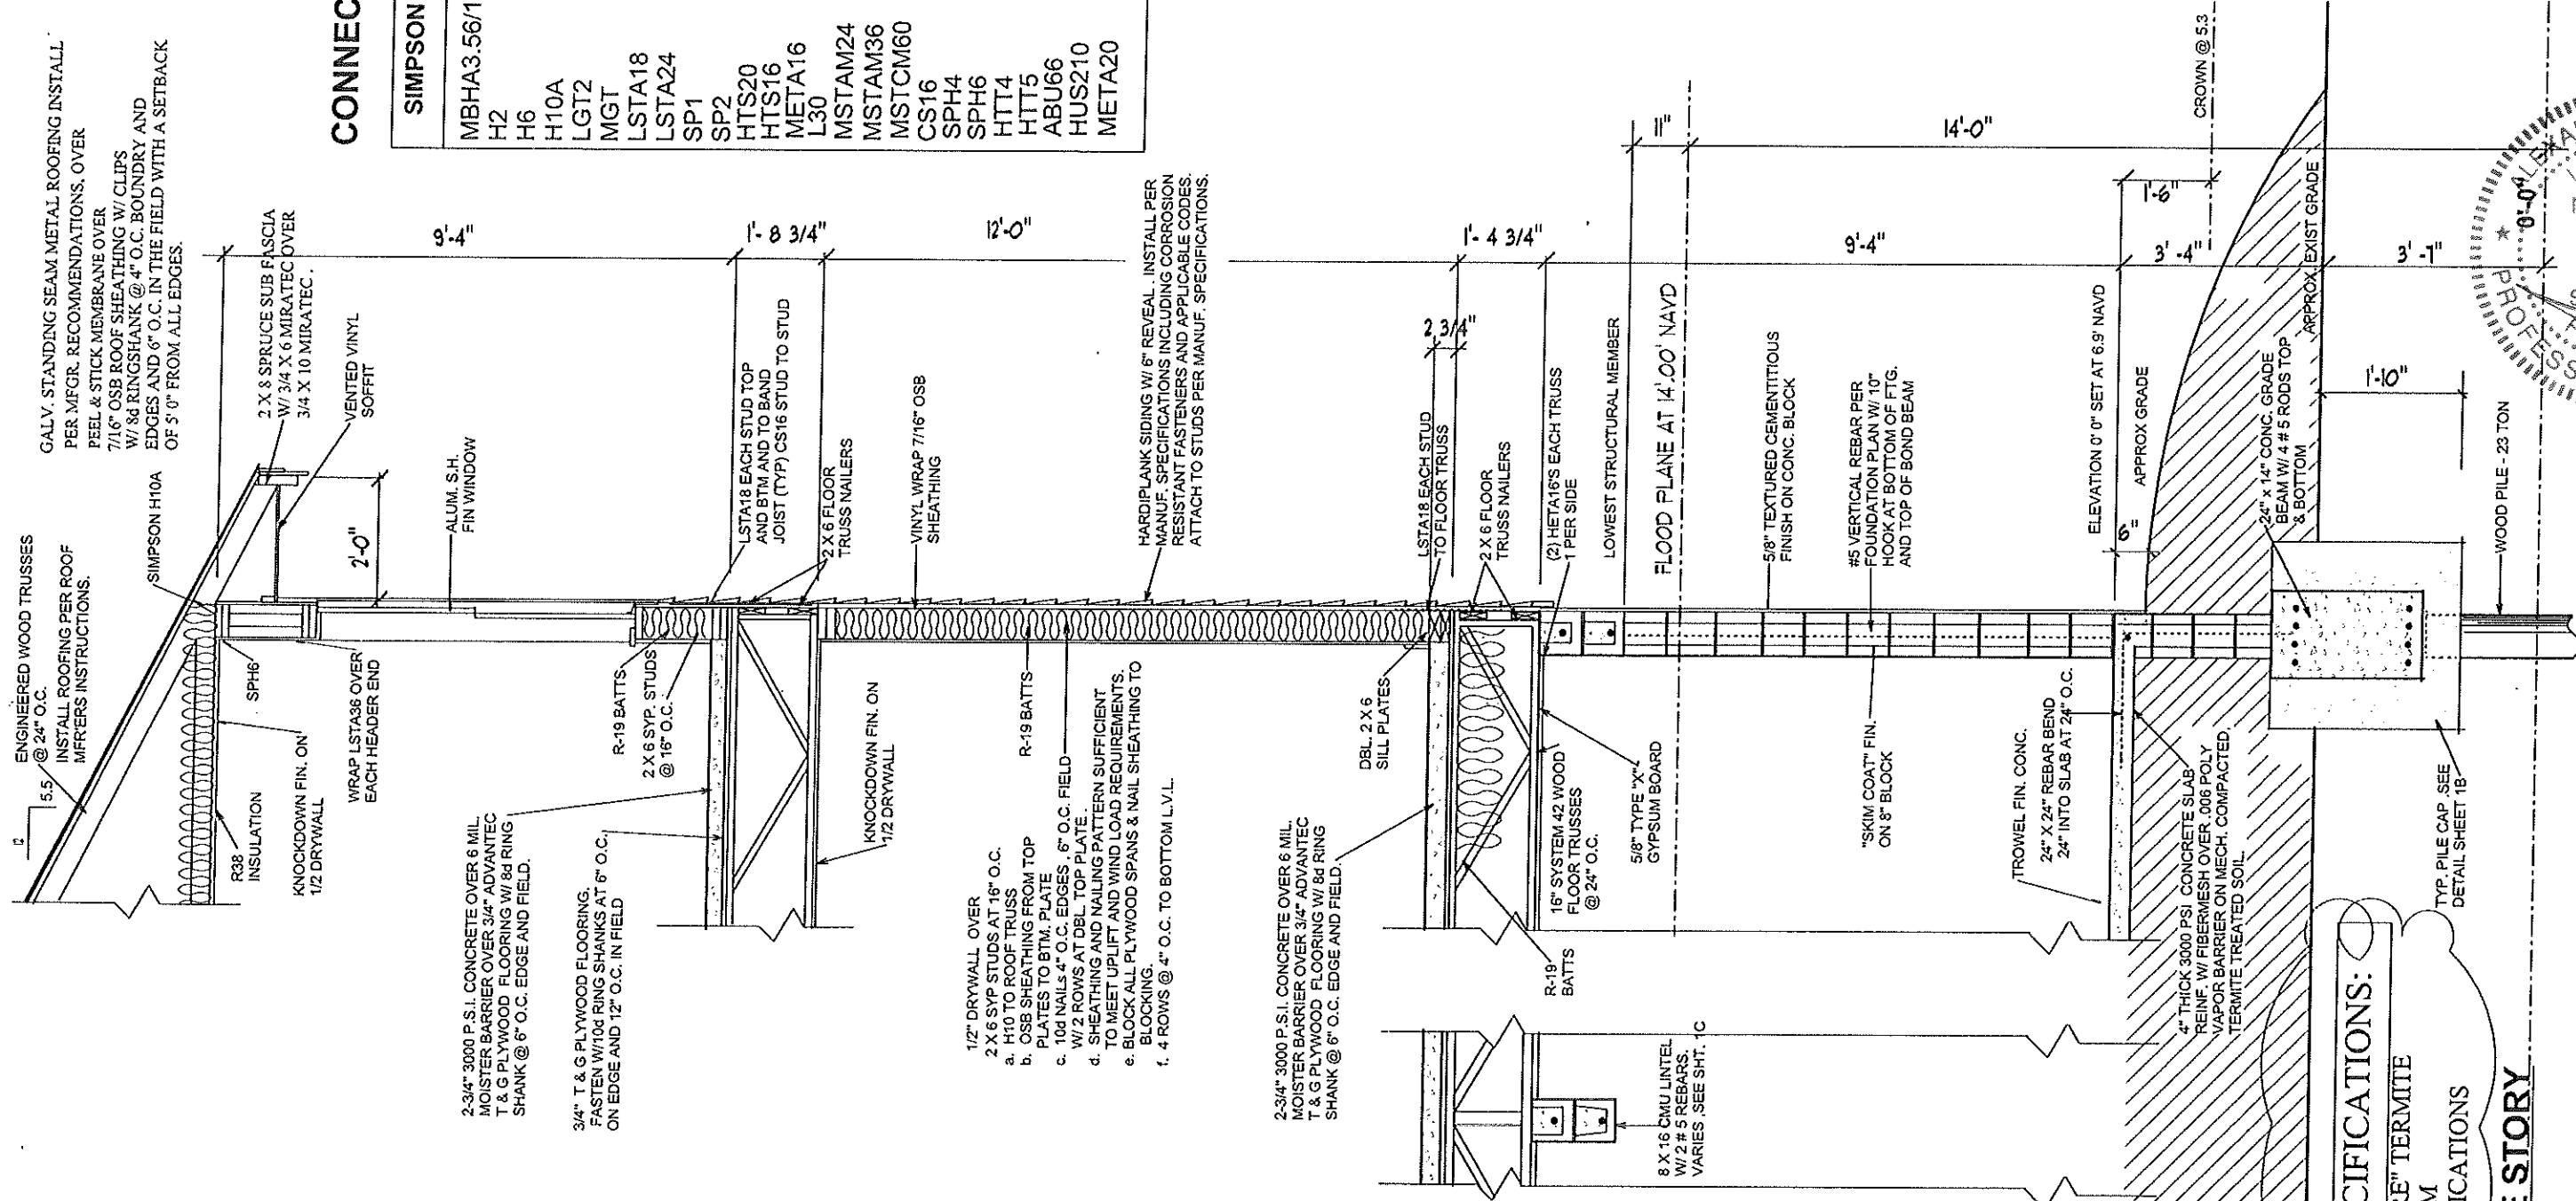 GALV. STANDING SEAM METAL ROOFING INSTALL
PER MFGR. RECOMMENDATIONS, OVER
PEEL & STICK MEMBRANE OVER
7/16" OSB ROOF SHEATHING W/ CLIPS
W/ 8d RINGSHANK @ 4" O.C. BOUNDRY AND
EDGES AND 6" O.C. IN THE FIELD WITH A SETBACK
OF 5' 0" FROM ALL EDGES.
ENGINEERED WOOD TRUSSES
@ 24" O.C.
INSTALL ROOFING PER ROOF
MFR'ERS INSTRUCTIONS.
12
5.5
SIMPSON H10A
2 X 8 SPRUCE SUB FASCIA
W/ 3/4 X 6 MIRATEC OVER
3/4 X 10 MIRATEC .
VENTED VINYL
SOFFIT
2'-0"
ALUM. S.H.
FIN WINDOW
SPH6
R38
INSULATION
KNOCKDOWN FIN. ON
1/2 DRYWALL
WRAP LSTA36 OVER
EACH HEADER END
CONNEC
SIMPSON
MBHA3.56/1
H2
H6
H10A
LGT2
MGT
LSTA18
LSTA24
SP1
SP2
HTS20
HTS16
META16
L30
MSTAM24
MSTAM36
MSTCM60
CS16
SPH4
SPH6
HTT4
HTT5
ABU66
HUS210
META20
9'-4"
1'- 8 3/4"
12'-0"
1'- 4 3/4"
9'-4"
3' -4"
3' -1"
R-19 BATTS
2 X 6 SYP. STUDS
@ 16" O.C.
LSTA18 EACH STUD TOP
AND BTM AND TO BAND
JOIST (TYP) CS16 STUD TO STUD
2 X 6 FLOOR
TRUSS NAILERS
2-3/4" 3000 P.S.I. CONCRETE OVER 6 MIL.
MOISTER BARRIER OVER 3/4" ADVANTEC
T & G PLYWOOD FLOORING W/ 8d RING
SHANK @ 6" O.C. EDGE AND FIELD.
3/4" T & G PLYWOOD FLOORING.
FASTEN W/10d RING SHANKS AT 6" O.C.
ON EDGE AND 12" O.C. IN FIELD
KNOCKDOWN FIN. ON
1/2 DRYWALL
VINYL WRAP 7/16" OSB
SHEATHING
HARDIPLANK SIDING W/ 6" REVEAL . INSTALL PER
MANUF. SPECIFICATIONS INCLUDING CORROSION
RESISTANT FASTENERS AND APPLICABLE CODES.
ATTACH TO STUDS PER MANUF. SPECIFICATIONS.
R-19 BATTS
1/2" DRYWALL OVER
2 X 6 SYP STUDS AT 16" O.C.
a. H10 TO ROOF TRUSS
b. OSB SHEATHING FROM TOP
PLATES TO BTM. PLATE
c. 10d NAILs 4" O.C. EDGES , 6" O.C. FIELD
W/ 2 ROWS AT DBL. TOP PLATE.
d. SHEATHING AND NAILING PATTERN SUFFICIENT
TO MEET UPLIFT AND WIND LOAD REQUIREMENTS.
e. BLOCK ALL PLYWOOD SPANS & NAIL SHEATHING TO
BLOCKING.
f. 4 ROWS @ 4" O.C. TO BOTTOM L.V.L.
DBL. 2 X 6
SILL PLATES
2 3/4"
LSTA18 EACH STUD
TO FLOOR TRUSS
2 X 6 FLOOR
TRUSS NAILERS
(2) HETA16'S EACH TRUSS
1 PER SIDE
2-3/4" 3000 P.S.I. CONCRETE OVER 6 MIL.
MOISTER BARRIER OVER 3/4" ADVANTEC
T & G PLYWOOD FLOORING W/ 8d RING
SHANK @ 6" O.C. EDGE AND FIELD.
16" SYSTEM 42 WOOD
FLOOR TRUSSES
@ 24" O.C.
R-19
BATTS
5/8" TYPE "X"
GYPSUM BOARD
8 X 16 CMU LINTEL
W/ 2 # 5 REBARS.
VARIES .SEE SHT. 1C
LOWEST STRUCTURAL MEMBER
11"
FLOOD PLANE AT 14'.00' NAVD
14'-0"
5/8" TEXTURED CEMENTITIOUS
FINISH ON CONC. BLOCK
#5 VERTICAL REBAR PER
FOUNDATION PLAN W/ 10"
HOOK AT BOTTOM OF FTG.
AND TOP OF BOND BEAM
"SKIM COAT" FIN.
ON 8" BLOCK
ELEVATION 0' 0" SET AT 6.9' NAVD
6"
APPROX GRADE
1'-6"
CROWN @ 5.3
TROWEL FIN. CONC.
24" X 24" REBAR BEND
24" INTO SLAB AT 24" O.C.
4" THICK 3000 PSI CONCRETE SLAB
REINF. W/ FIBERMESH OVER .006 POLY
VAPOR BARRIER ON MECH. COMPACTED,
TERMITE TREATED SOIL.
24" x 14" CONC. GRADE
BEAM W/ 4 # 5 RODS TOP
& BOTTOM
APPROX. EXIST GRADE
1'-10"
WOOD PILE - 23 TON
TYP. PILE CAP .SEE
DETAIL SHEET 1B
0'-0"
ALEXA
PROFESS
CIFICATIONS:
RE" TERMITE
M
ICATIONS
E STORY